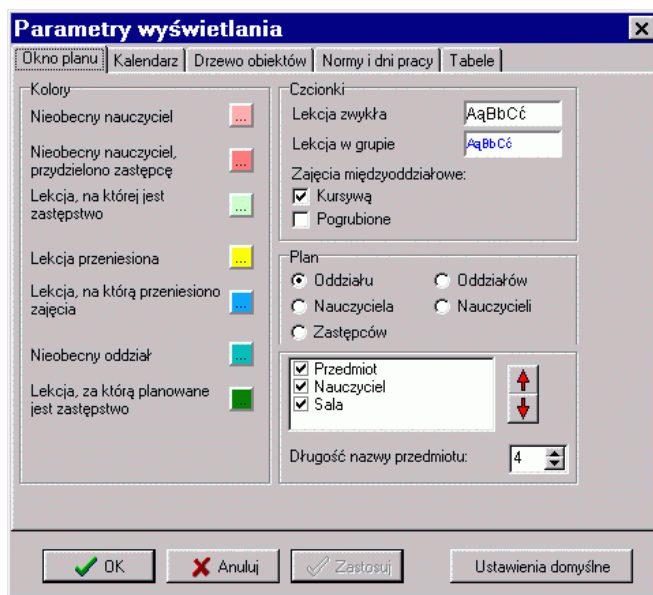 Parametry wyświetlania
Okno planu
Kalendarz
Drzewo obiektów
Normy i dni pracy
Tabele
Kolory
Nieobecny nauczyciel
...
Nieobecny nauczyciel,
przydzielono zastępcę
...
Lekcja, na której jest
zastępstwo
...
Lekcja przeniesiona
...
Lekcja, na którą przeniesiono
zajęcia
...
Nieobecny oddział
...
Lekcja, za którą planowane
jest zastępstwo
...
Czcionki
Lekcja zwykła
AąBbCć
Lekcja w grupie
AąBbCć
Zajęcia międzyoddziałowe:
Kursywą
Pogrubione
Plan
Oddziału
Oddziałów
Nauczyciela
Nauczycieli
Zastępców
Przedmiot
Nauczyciel
Sala
Długość nazwy przedmiotu:
4
OK
Anuluj
Zastosuj
Ustawienia domyślne